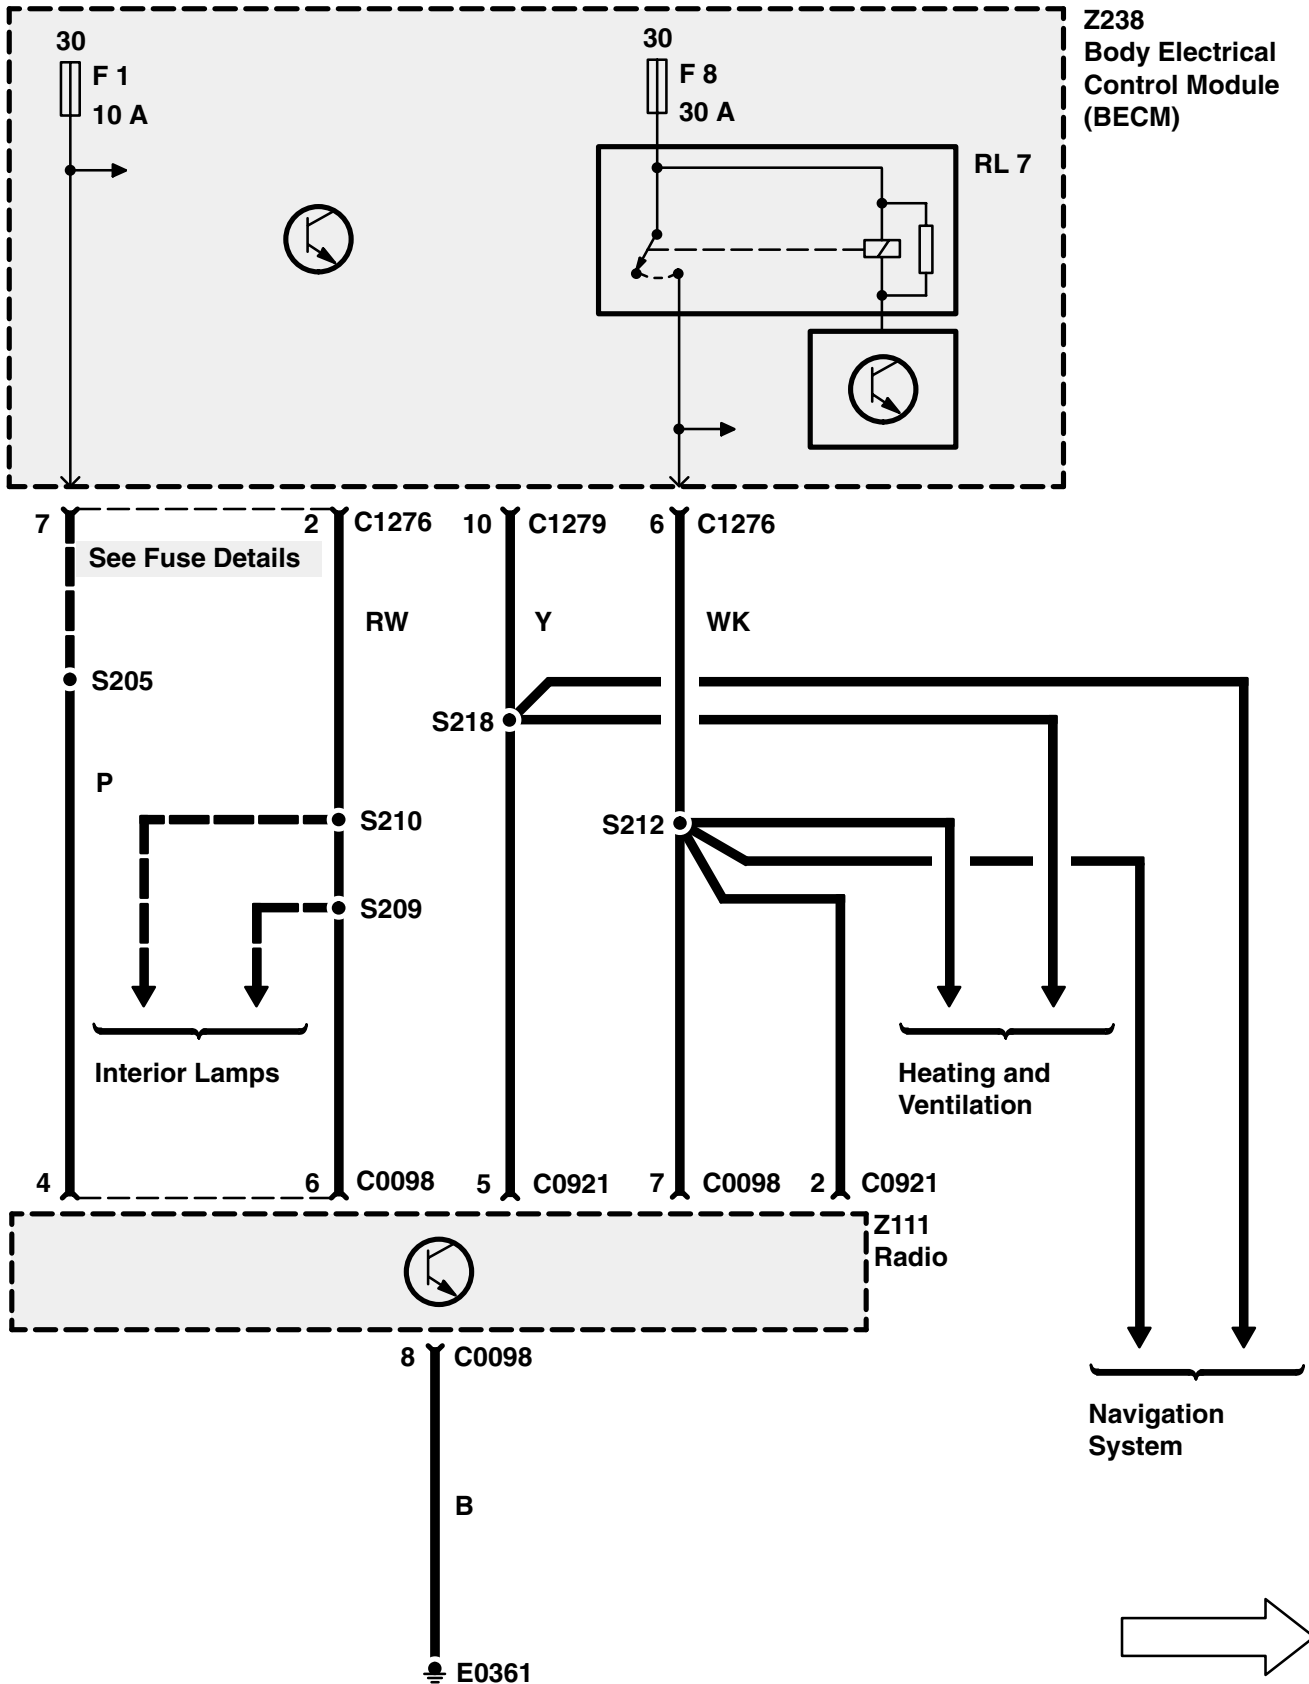 Z238
Body Electrical
Control Module
(BECM)
30
F 1
10 A
30
F 8
30 A
RL 7
7
2
C1276
10
C1279
6
C1276
See Fuse Details
RW
Y
WK
S205
S218
P
S210
S212
S209
Interior Lamps
Heating and
Ventilation
4
6
C0098
5
C0921
7
C0098
2
C0921
Z111
Radio
8
C0098
Navigation
System
B
E0361